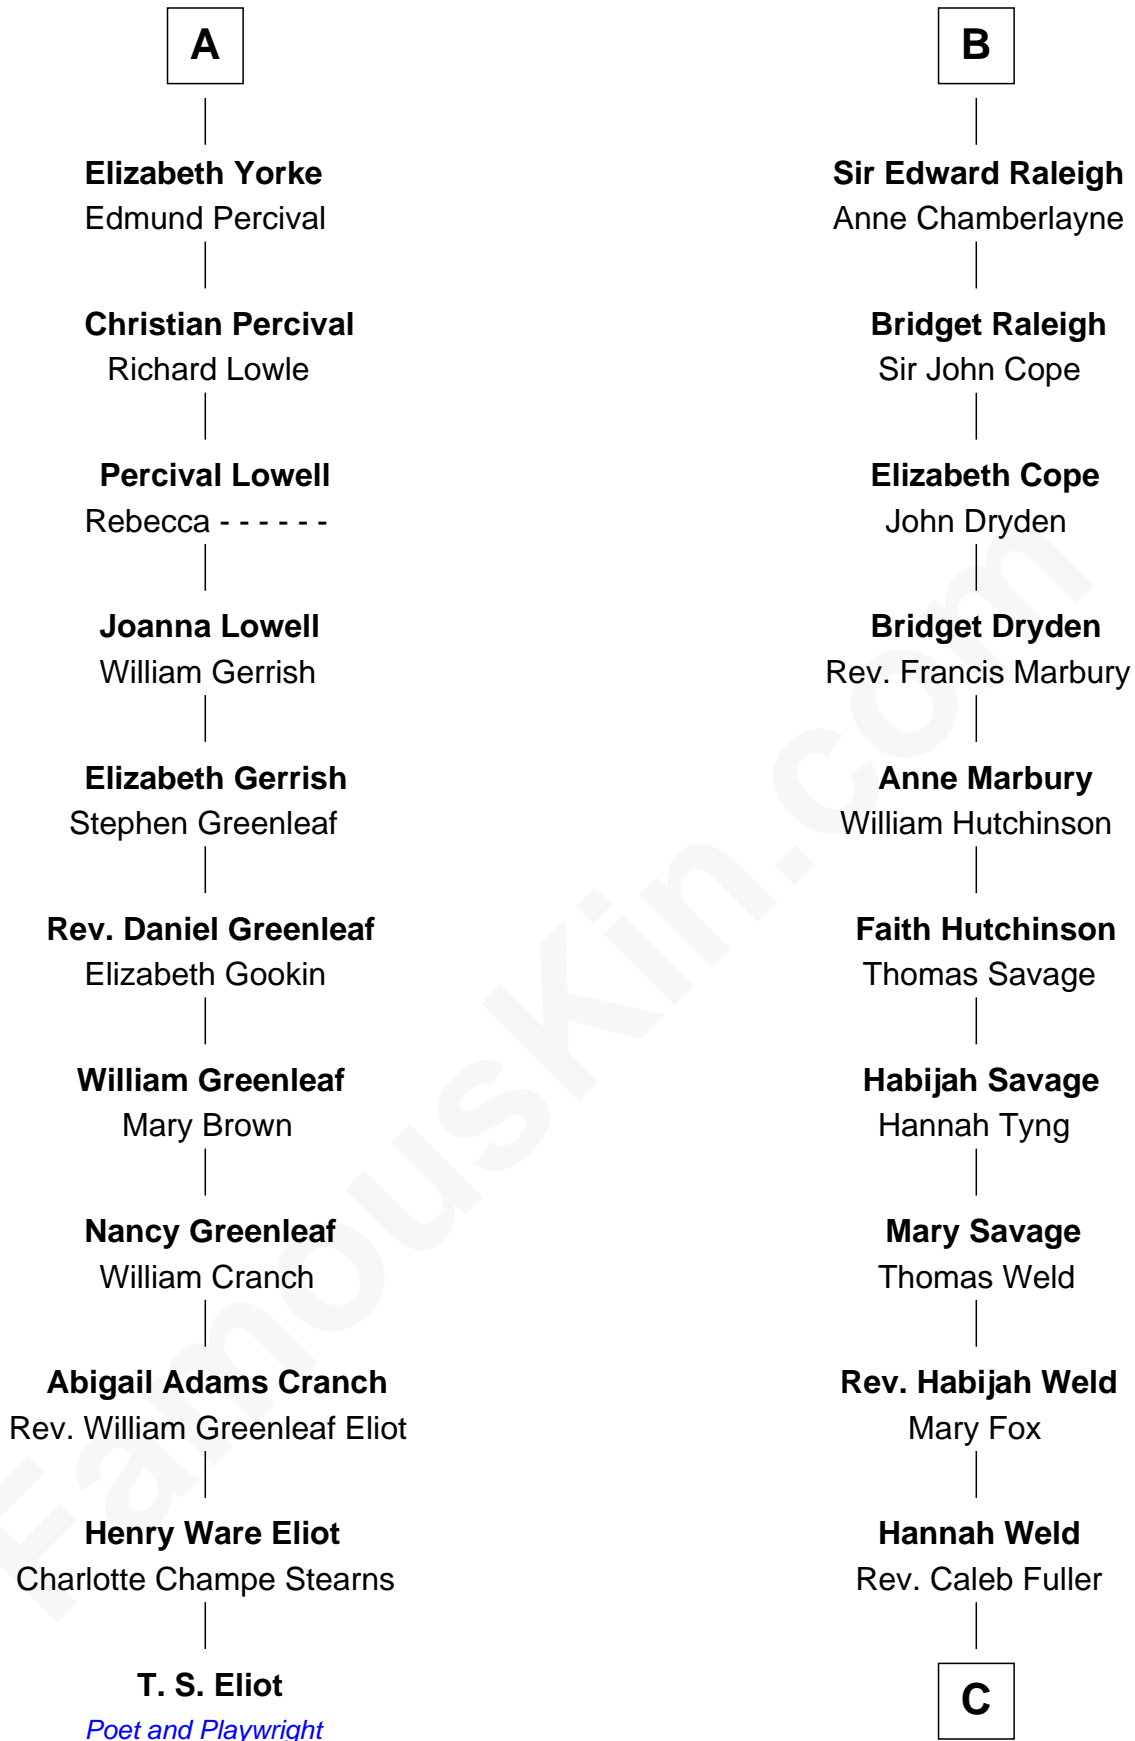 A
Elizabeth Yorke
Edmund Percival
Christian Percival
Richard Lowle
Percival Lowell
Rebecca - - - - - -
Joanna Lowell
William Gerrish
Elizabeth Gerrish
Stephen Greenleaf
Rev. Daniel Greenleaf
Elizabeth Gookin
William Greenleaf
Mary Brown
Nancy Greenleaf
William Cranch
Abigail Adams Cranch
Rev. William Greenleaf Eliot
Henry Ware Eliot
Charlotte Champe Stearns
T. S. Eliot
Poet and Playwright
B
Sir Edward Raleigh
Anne Chamberlayne
Bridget Raleigh
Sir John Cope
Elizabeth Cope
John Dryden
Bridget Dryden
Rev. Francis Marbury
Anne Marbury
William Hutchinson
Faith Hutchinson
Thomas Savage
Habijah Savage
Hannah Tyng
Mary Savage
Thomas Weld
Rev. Habijah Weld
Mary Fox
Hannah Weld
Rev. Caleb Fuller
C
FamousKin.com